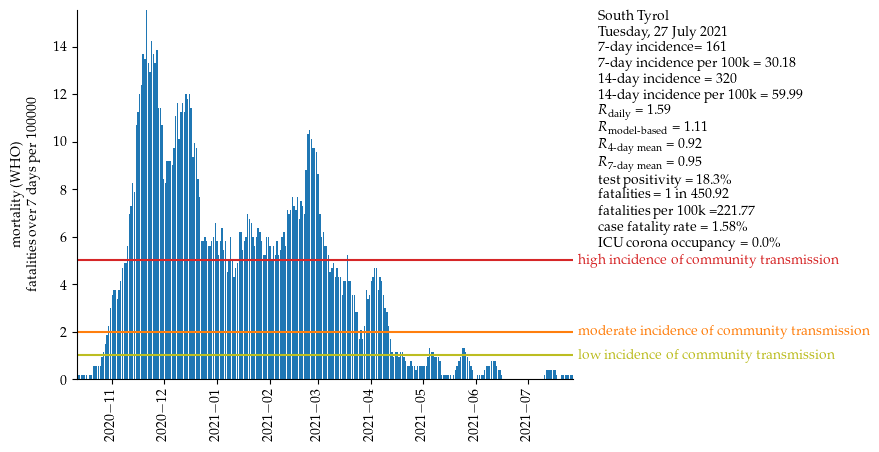 South Tyrol
Tuesday, 27 July 2021
7-day incidence= 161
7-day incidence per 100k = 30.18
14-day incidence = 320
14-day incidence per 100k = 59.99
R_daily = 1.59
R_model-based = 1.11
R_4-day mean = 0.92
R_7-day mean = 0.95
test positivity = 18.3%
fatalities = 1 in 450.92
fatalities per 100k =221.77
case fatality rate = 1.58%
ICU corona occupancy = 0.0%
high incidence of community transmission
moderate incidence of community transmission
low incidence of community transmission
mortality (WHO)
fatalities over 7 days per 100000
14
12
10
8
6
4
2
0
2020−11
2020−12
2021−01
2021−02
2021−03
2021−04
2021−05
2021−06
2021−07